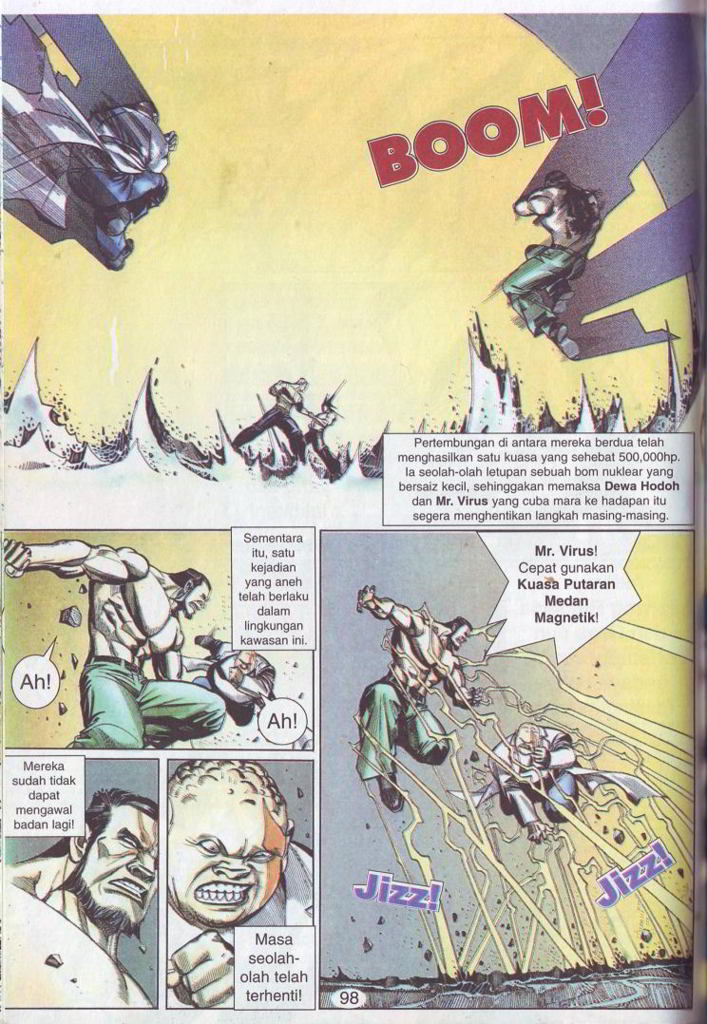 BOOM!
Pertembungan di antara mereka berdua telah
menghasilkan satu kuasa yang sehebat 500,000hp.
Ia seolah-olah letupan sebuah bom nuklear yang
bersaiz kecil, sehinggakan memaksa Dewa Hodoh
dan Mr. Virus yang cuba mara ke hadapan itu
segera menghentikan langkah masing-masing.
Sementara
itu, satu
kejadian
yang aneh
telah berlaku
dalam
lingkungan
kawasan ini.
Ah!
Ah!
Mr. Virus!
Cepat gunakan
Kuasa Putaran
Medan
Magnetik!
Jizz!
Jizz!
Mereka
sudah tidak
dapat
mengawal
badan lagi!
Masa
seolah-
olah telah
terhenti!
98